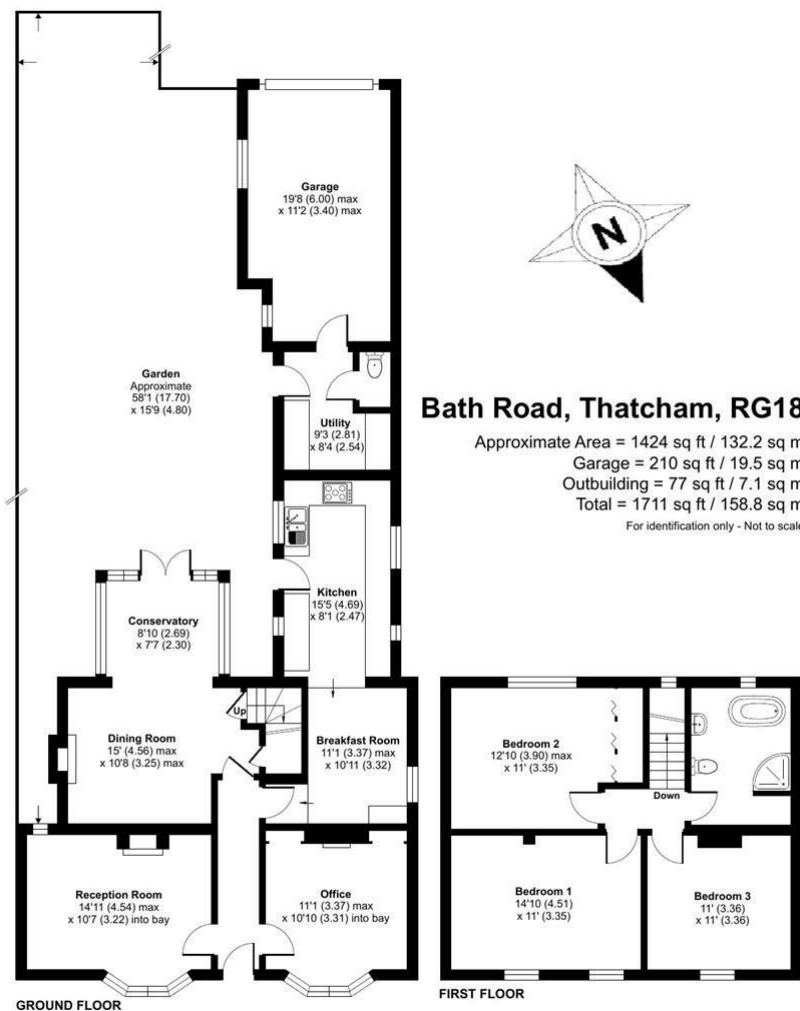 Garage
19'8 (6.00) max
x 11'2 (3.40) max
N
Garden
Approximate
58'1 (17.70)
x 15'9 (4.80)
Utility
9'3 (2.81)
x 8'4 (2.54)
Bath Road, Thatcham, RG18
Approximate Area = 1424 sq ft / 132.2 sq m
Garage = 210 sq ft / 19.5 sq m
Outbuilding = 77 sq ft / 7.1 sq m
Total = 1711 sq ft / 158.8 sq m
For identification only - Not to scale
Kitchen
15'5 (4.69)
x 8'1 (2.47)
Conservatory
8'10 (2.69)
x 7'7 (2.30)
Up
Dining Room
15' (4.56) max
x 10'8 (3.25) max
Breakfast Room
11'1 (3.37) max
x 10'11 (3.32)
Reception Room
14'11 (4.54) max
x 10'7 (3.22) into bay
Office
11'1 (3.37) max
x 10'10 (3.31) into bay
GROUND FLOOR
Bedroom 2
12'10 (3.90) max
x 11' (3.35)
Down
Bedroom 1
14'10 (4.51)
x 11' (3.35)
Bedroom 3
11' (3.36)
x 11' (3.36)
FIRST FLOOR